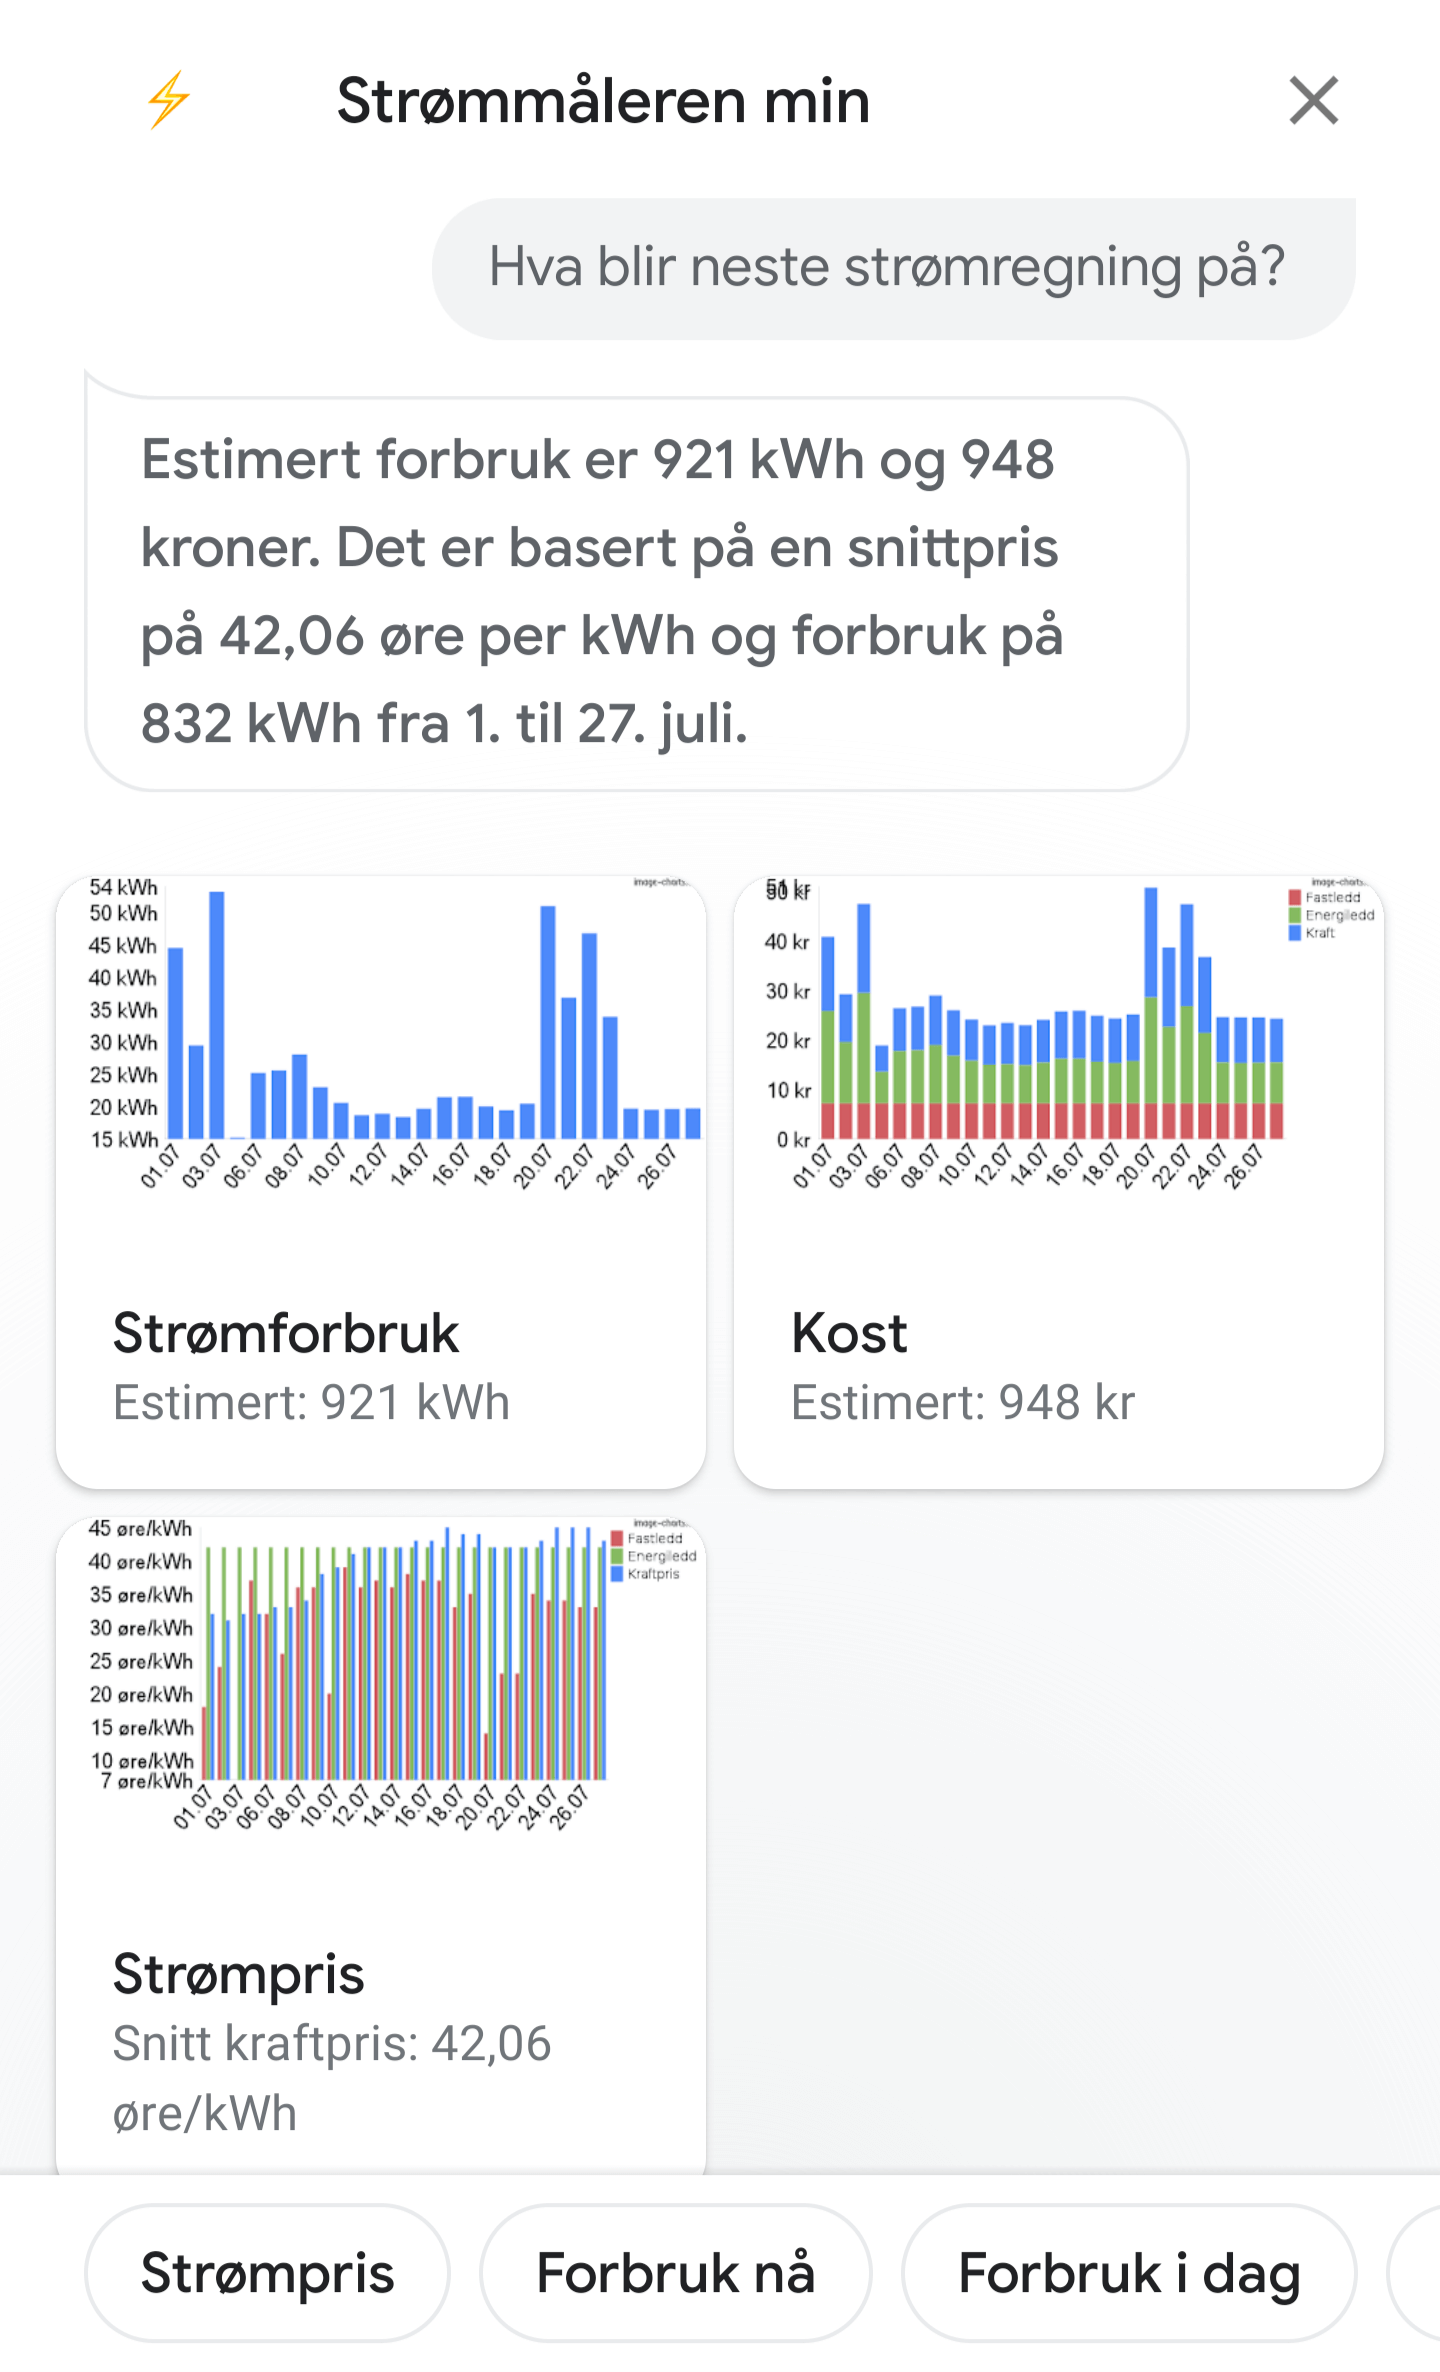 Strømmåleren min
Hva blir neste strømregning på?
Estimert forbruk er 921 kWh og 948
kroner. Det er basert på en snittpris
på 42,06 øre per kWh og forbruk på
832 kWh fra 1. til 27. juli.
image-charts..
54 kWh
50 kWh
45 kWh
40 kWh
35 kWh
30 kWh
25 kWh
20 kWh
15 kWh
01.07 03.07 06.07 08.07 10.07 12.07 14.07 16.07 18.07 20.07 22.07 24.07 26.07
Strømforbruk
Estimert: 921 kWh
image-charts..
Fastledd
Energiledd
Kraft
51 kr
50 kr
40 kr
30 kr
20 kr
10 kr
0 kr
01.07 03.07 06.07 08.07 10.07 12.07 14.07 16.07 18.07 20.07 22.07 24.07 26.07
Kost
Estimert: 948 kr
image-charts..
Fastledd
Energiledd
Kraftpris
45 øre/kWh
40 øre/kWh
35 øre/kWh
30 øre/kWh
25 øre/kWh
20 øre/kWh
15 øre/kWh
10 øre/kWh
7 øre/kWh
01.07 03.07 06.07 08.07 10.07 12.07 14.07 16.07 18.07 20.07 22.07 24.07 26.07
Strømpris
Snitt kraftpris: 42,06
øre/kWh
Strømpris
Forbruk nå
Forbruk i dag